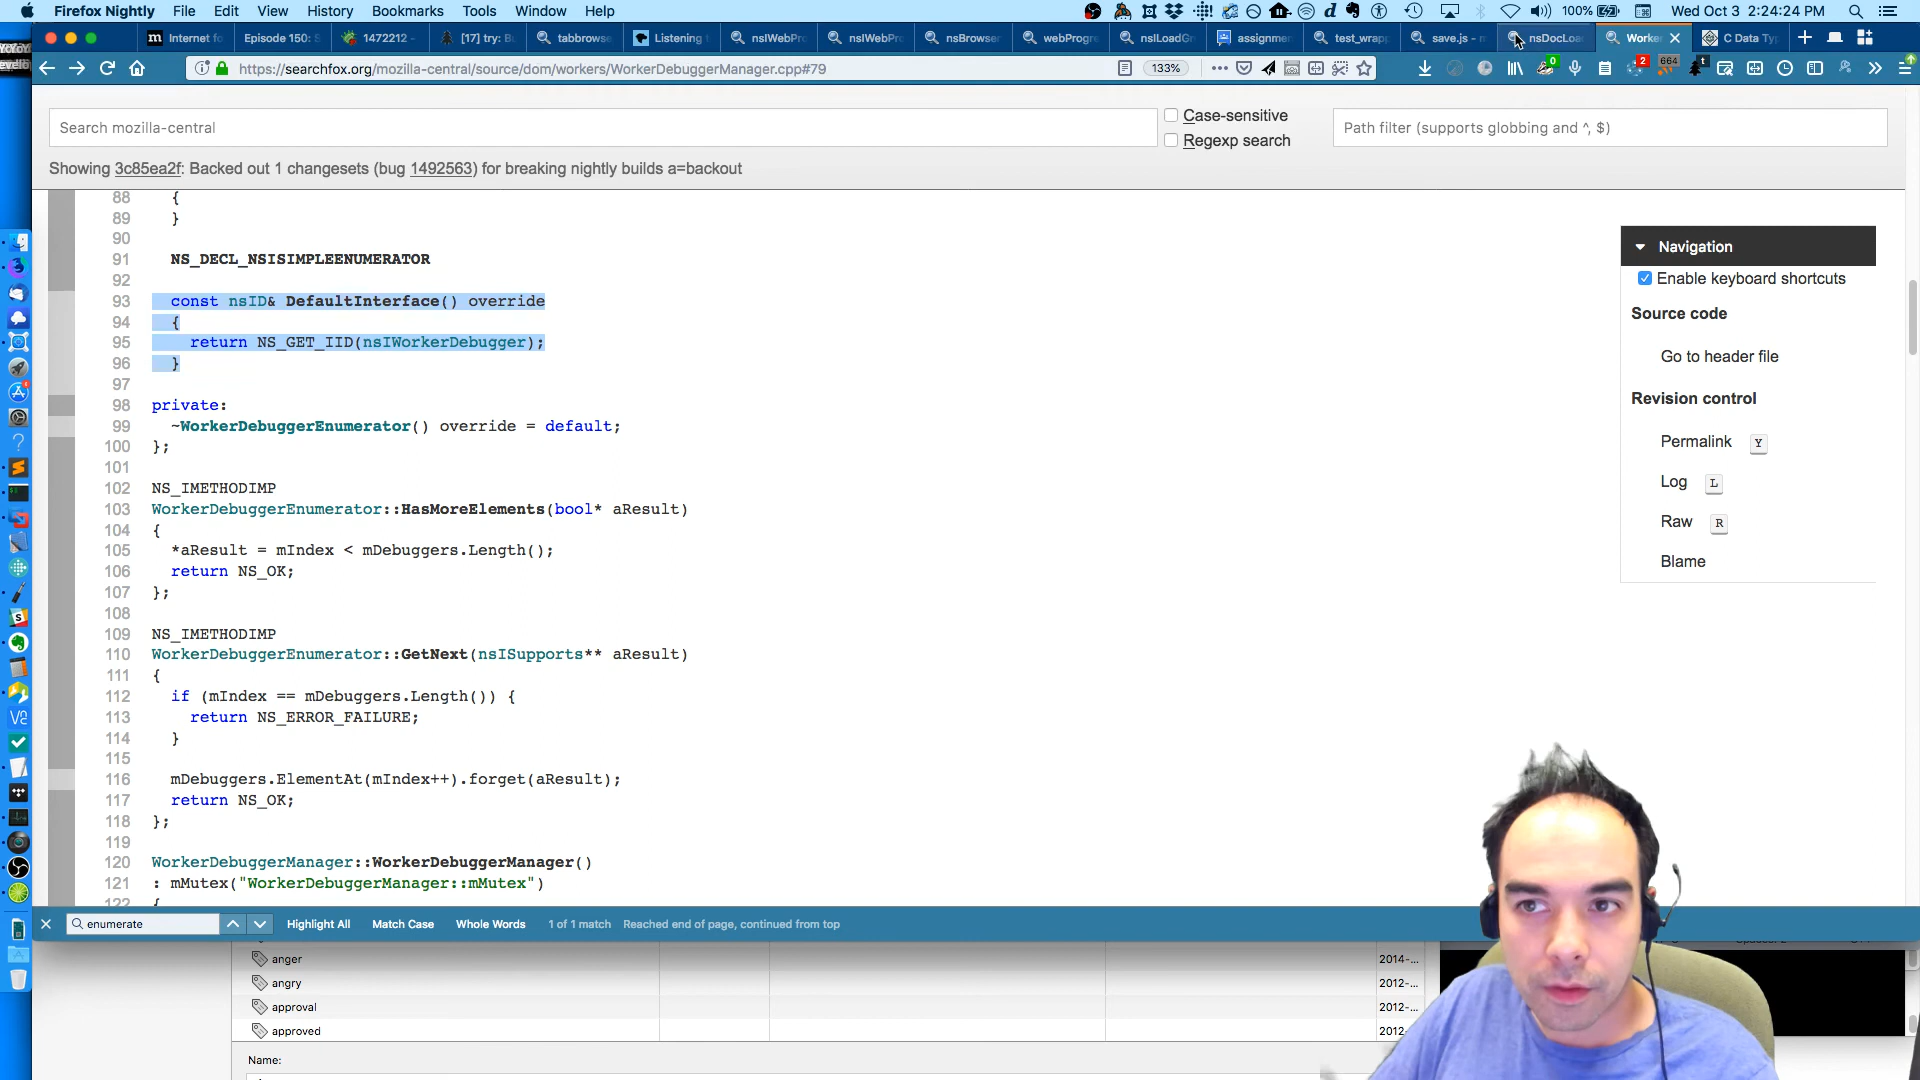 Firefox Nightly File Edit View History Bookmarks Tools Window Help 100% Wed Oct 3 2:24:24 PM
Internet fo Episode 150: 1472212 - [17] try: B tabbrowse Listening nsIWebPro nsIWebPro nsBrowser webProgre nsILoadGr assignmen test_wrapp save.js - m nsDocLoa Worke C Data Ty
https://searchfox.org/mozilla-central/source/dom/workers/WorkerDebuggerManager.cpp#79 133% 0 2 664 t
Search mozilla-central
Case-sensitive
Regexp search
Path filter (supports globbing and ^, $)
Showing 3c85ea2f: Backed out 1 changesets (bug 1492563) for breaking nightly builds a=backout
88 {
89 }
90
91 NS_DECL_NSISIMPLEENUMERATOR
92
93 const nsID& DefaultInterface() override
94 {
95 return NS_GET_IID(nsIWorkerDebugger);
96 }
97
98 private:
99 ~WorkerDebuggerEnumerator() override = default;
100 };
101
102 NS_IMETHODIMP
103 WorkerDebuggerEnumerator::HasMoreElements(bool* aResult)
104 {
105 *aResult = mIndex < mDebuggers.Length();
106 return NS_OK;
107 };
108
109 NS_IMETHODIMP
110 WorkerDebuggerEnumerator::GetNext(nsISupports** aResult)
111 {
112 if (mIndex == mDebuggers.Length()) {
113 return NS_ERROR_FAILURE;
114 }
115
116 mDebuggers.ElementAt(mIndex++).forget(aResult);
117 return NS_OK;
118 };
119
120 WorkerDebuggerManager::WorkerDebuggerManager()
121 : mMutex("WorkerDebuggerManager::mMutex")
122 {
Navigation
Enable keyboard shortcuts
Source code
Go to header file
Revision control
Permalink Y
Log L
Raw R
Blame
enumerate Highlight All Match Case Whole Words 1 of 1 match Reached end of page, continued from top
anger 2014-...
angry 2012-...
approval 2012-...
approved 2012-
Name: